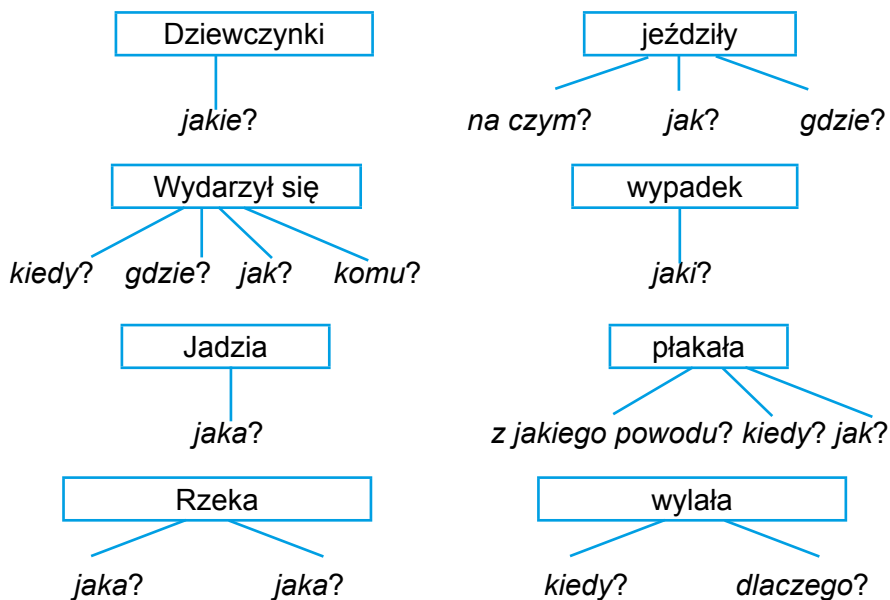 Dziewczynki jeździły
jakie? na czym? jak? gdzie?
Wydarzył się wypadek
kiedy? gdzie? jak? komu? jaki?
Jadzia płakała
jaka? z jakiego powodu? kiedy? jak?
Rzeka wylała
jaka? jaka? kiedy? dlaczego?